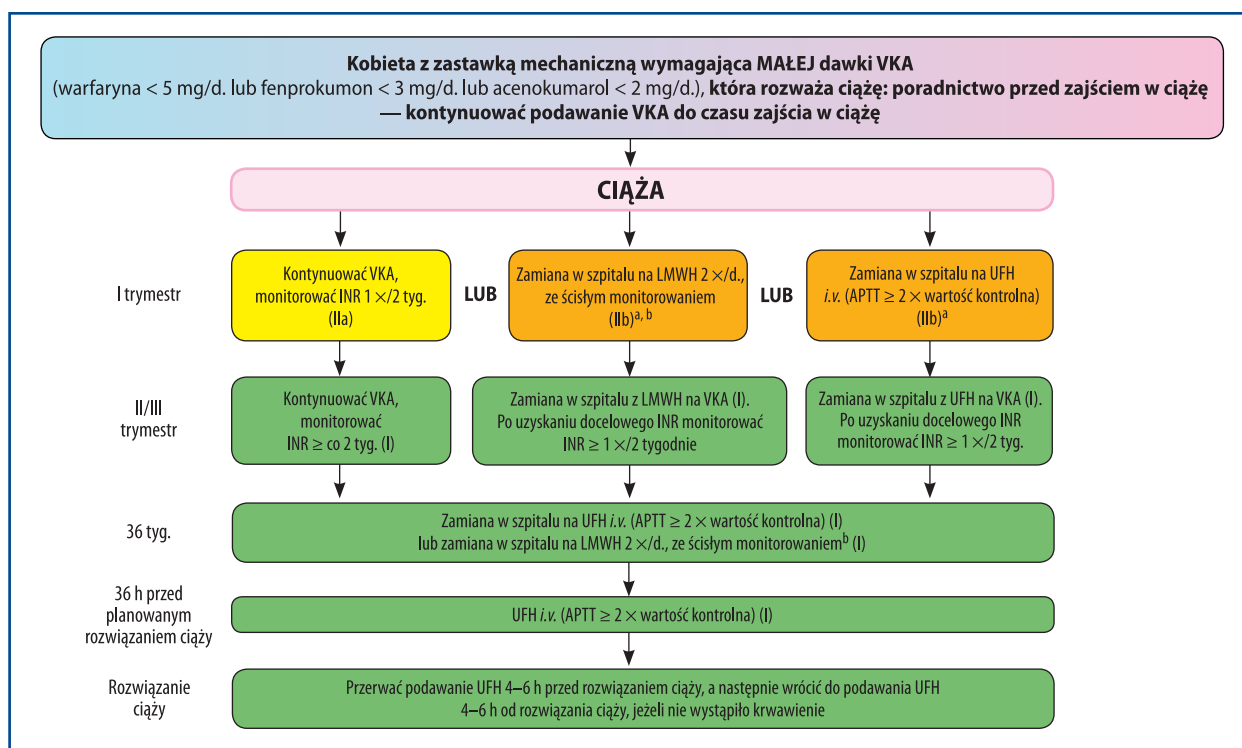 Kobieta z zastawką mechaniczną wymagająca MAŁEJ dawki VKA
(warfaryna < 5 mg/d. lub fenprokumon < 3 mg/d. lub acenokumarol < 2 mg/d.), która rozważa ciążę: poradnictwo przed zajściem w ciążę
— kontynuować podawanie VKA do czasu zajścia w ciążę
CIĄŻA
I trymestr
Kontynuować VKA,
monitorować INR 1 ×/2 tyg.
(IIa)
LUB
Zamiana w szpitalu na LMWH 2 ×/d.,
ze ścisłym monitorowaniem
(IIb)a, b
LUB
Zamiana w szpitalu na UFH
i.v. (APTT ≥ 2 × wartość kontrolna)
(IIb)a
II/III
trymestr
Kontynuować VKA,
monitorować
INR ≥ co 2 tyg. (I)
Zamiana w szpitalu z LMWH na VKA (I).
Po uzyskaniu docelowego INR monitorować
INR ≥ 1 ×/2 tygodnie
Zamiana w szpitalu z UFH na VKA (I).
Po uzyskaniu docelowego INR
monitorować INR ≥ 1 ×/2 tyg.
36 tyg.
Zamiana w szpitalu na UFH i.v. (APTT ≥ 2 × wartość kontrolna) (I)
lub zamiana w szpitalu na LMWH 2 ×/d., ze ścisłym monitorowaniemb (I)
36 h przed
planowanym
rozwiązaniem ciąży
UFH i.v. (APTT ≥ 2 × wartość kontrolna) (I)
Rozwiązanie
ciąży
Przerwać podawanie UFH 4–6 h przed rozwiązaniem ciąży, a następnie wrócić do podawania UFH
4–6 h od rozwiązania ciąży, jeżeli nie wystąpiło krwawienie